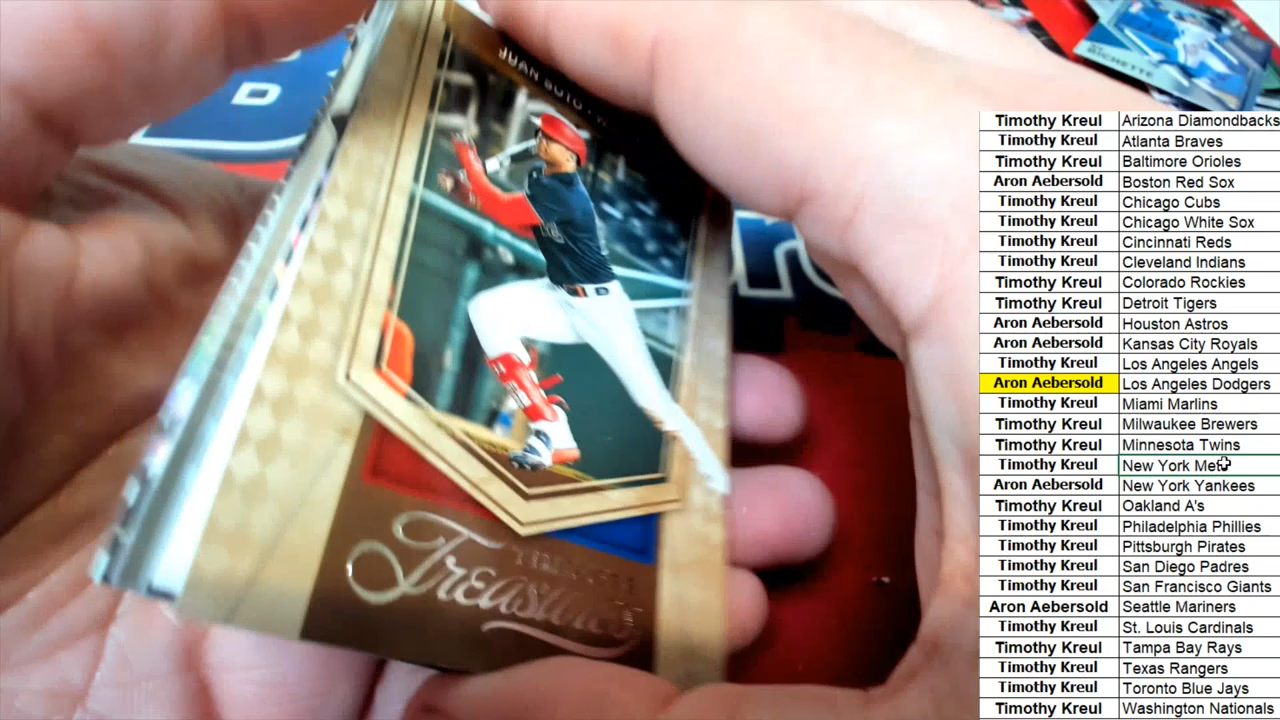 D
BICHETTE
JUAN SOTO
TIMELESS
Treasures
Timothy Kreul Arizona Diamondbacks
Timothy Kreul Atlanta Braves
Timothy Kreul Baltimore Orioles
Aron Aebersold Boston Red Sox
Timothy Kreul Chicago Cubs
Timothy Kreul Chicago White Sox
Timothy Kreul Cincinnati Reds
Timothy Kreul Cleveland Indians
Timothy Kreul Colorado Rockies
Timothy Kreul Detroit Tigers
Aron Aebersold Houston Astros
Aron Aebersold Kansas City Royals
Timothy Kreul Los Angeles Angels
Aron Aebersold Los Angeles Dodgers
Timothy Kreul Miami Marlins
Timothy Kreul Milwaukee Brewers
Timothy Kreul Minnesota Twins
Timothy Kreul New York Mets
Aron Aebersold New York Yankees
Timothy Kreul Oakland A's
Timothy Kreul Philadelphia Phillies
Timothy Kreul Pittsburgh Pirates
Timothy Kreul San Diego Padres
Timothy Kreul San Francisco Giants
Aron Aebersold Seattle Mariners
Timothy Kreul St. Louis Cardinals
Timothy Kreul Tampa Bay Rays
Timothy Kreul Texas Rangers
Timothy Kreul Toronto Blue Jays
Timothy Kreul Washington Nationals